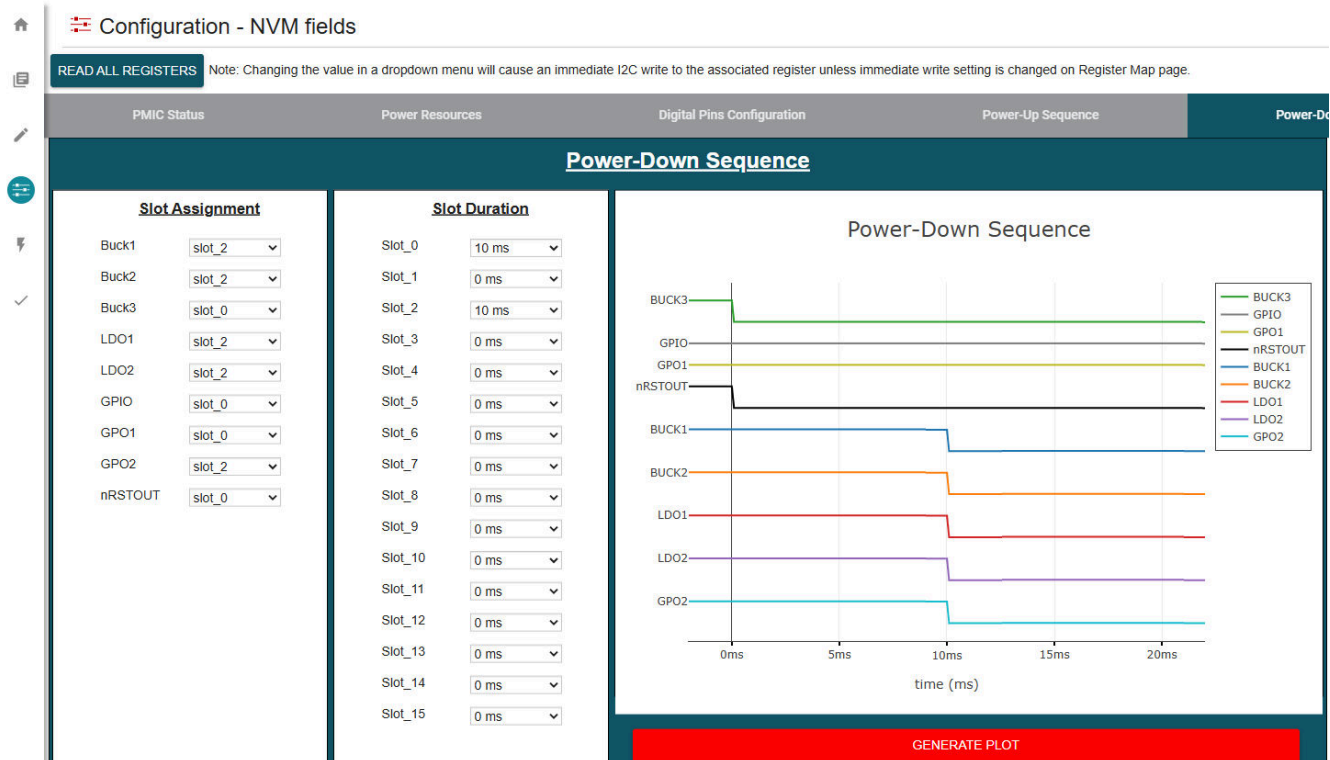 Configuration - NVM fields
READ ALL REGISTERS Note: Changing the value in a dropdown menu will cause an immediate I2C write to the associated register unless immediate write setting is changed on Register Map page.
PMIC Status Power Resources Digital Pins Configuration Power-Up Sequence Power-Do
Power-Down Sequence
Slot Assignment
Buck1 slot_2
Buck2 slot_2
Buck3 slot_0
LDO1 slot_2
LDO2 slot_2
GPIO slot_0
GPO1 slot_0
GPO2 slot_2
nRSTOUT slot_0
Slot Duration
Slot_0 10 ms
Slot_1 0 ms
Slot_2 10 ms
Slot_3 0 ms
Slot_4 0 ms
Slot_5 0 ms
Slot_6 0 ms
Slot_7 0 ms
Slot_8 0 ms
Slot_9 0 ms
Slot_10 0 ms
Slot_11 0 ms
Slot_12 0 ms
Slot_13 0 ms
Slot_14 0 ms
Slot_15 0 ms
Power-Down Sequence
BUCK3
GPIO
GPO1
nRSTOUT
BUCK1
BUCK2
LDO1
LDO2
GPO2
0ms 5ms 10ms 15ms 20ms
time (ms)
BUCK3
GPIO
GPO1
nRSTOUT
BUCK1
BUCK2
LDO1
LDO2
GPO2
GENERATE PLOT